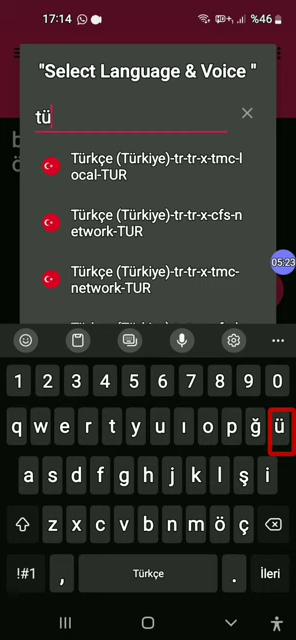 17:14 %46
"Select Language & Voice "
tü
Türkçe (Türkiye)-tr-tr-x-tmc-l
ocal-TUR
Türkçe (Türkiye)-tr-tr-x-cfs-n
etwork-TUR
05:23
Türkçe (Türkiye)-tr-tr-x-tmc-
network-TUR
1 2 3 4 5 6 7 8 9 0
q w e r t y u ı o p ğ ü
a s d f g h j k l ş i
z x c v b n m ö ç
!#1 , Türkçe . İleri